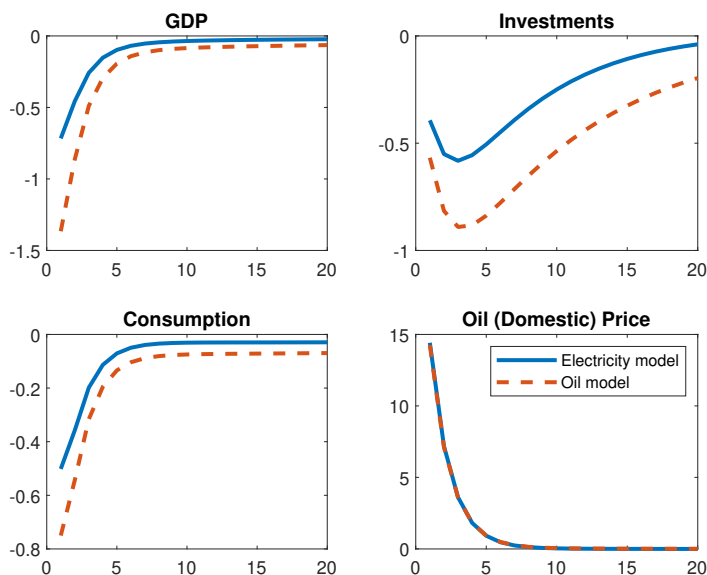 GDP
0
-0.5
-1
-1.5
0 5 10 15 20
Investments
0
-0.5
-1
0 5 10 15 20
Consumption
0
-0.2
-0.4
-0.6
-0.8
0 5 10 15 20
Oil (Domestic) Price
15
10
5
0
0 5 10 15 20
Electricity model
Oil model